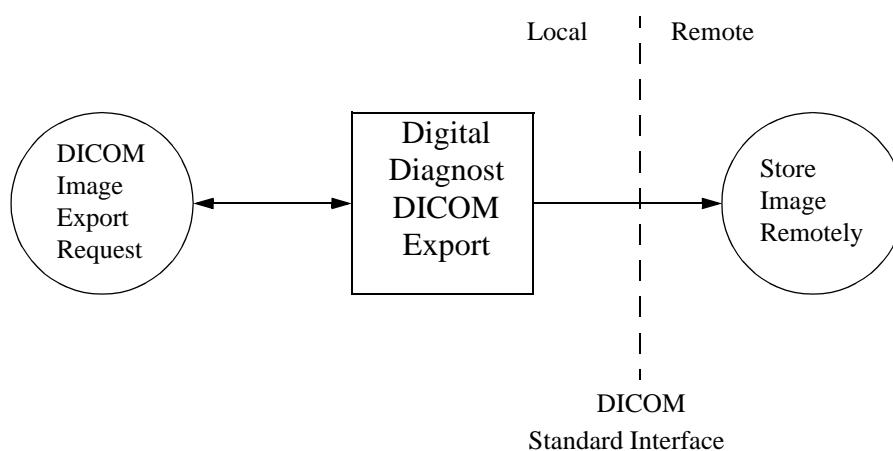 Local
Remote
DICOM
Image
Export
Request
Digital
Diagnost
DICOM
Export
Store
Image
Remotely
DICOM
Standard Interface